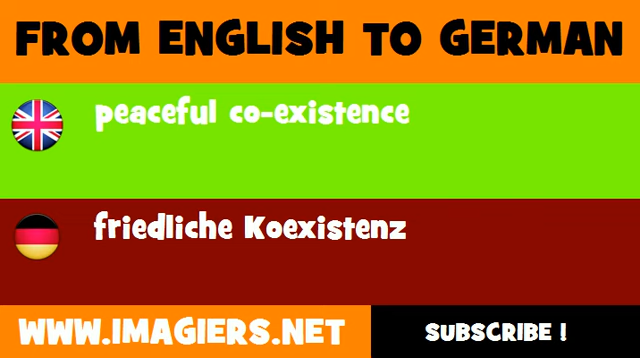 FROM ENGLISH TO GERMAN
peaceful co-existence
friedliche Koexistenz
WWW.IMAGIERS.NET
SUBSCRIBE !